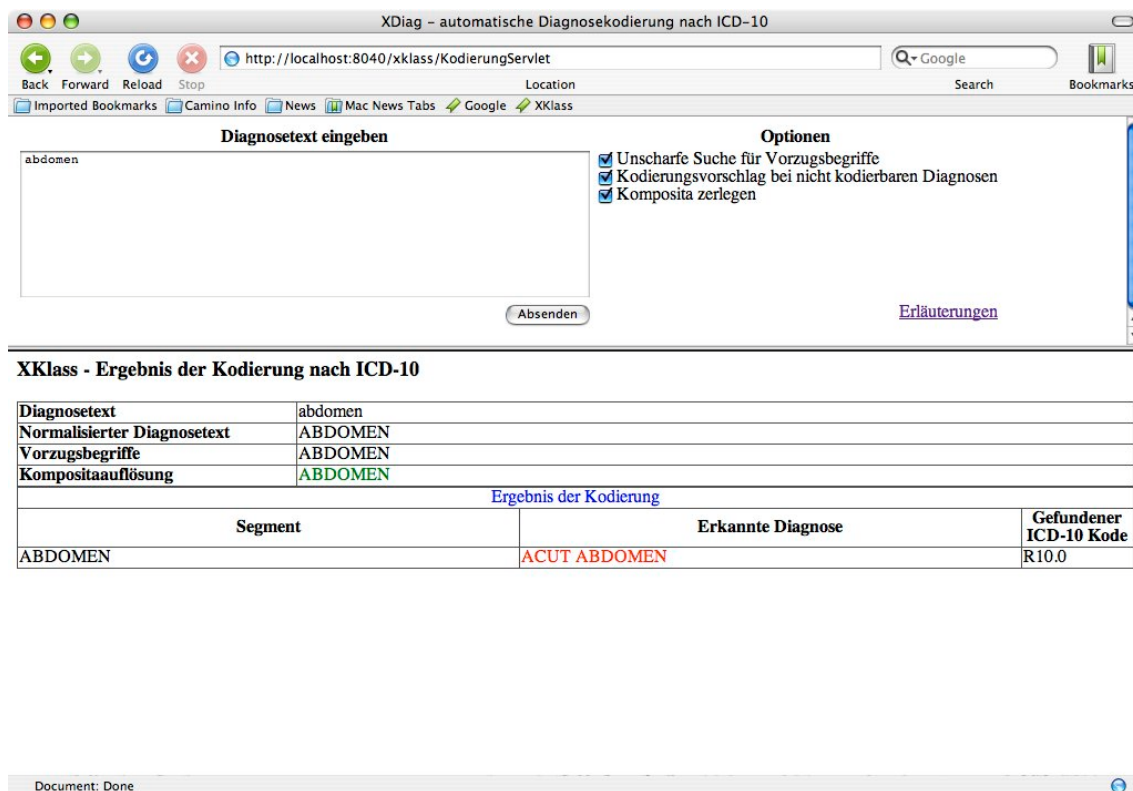 XDiag – automatische Diagnosekodierung nach ICD-10
http://localhost:8040/xklass/KodierungServlet
Google
Back Forward Reload Stop Location Search Bookmarks
Imported Bookmarks Camino Info News Mac News Tabs Google XKlass
Diagnosetext eingeben
abdomen
Absenden
Optionen
Unscharfe Suche für Vorzugsbegriffe
Kodierungsvorschlag bei nicht kodierbaren Diagnosen
Komposita zerlegen
Erläuterungen
XKlass - Ergebnis der Kodierung nach ICD-10
Diagnosetext abdomen
Normalisierter Diagnosetext ABDOMEN
Vorzugsbegriffe ABDOMEN
Kompositaauflösung ABDOMEN
Ergebnis der Kodierung
Segment Erkannte Diagnose Gefundener
ICD-10 Kode
ABDOMEN ACUT ABDOMEN R10.0
Document: Done